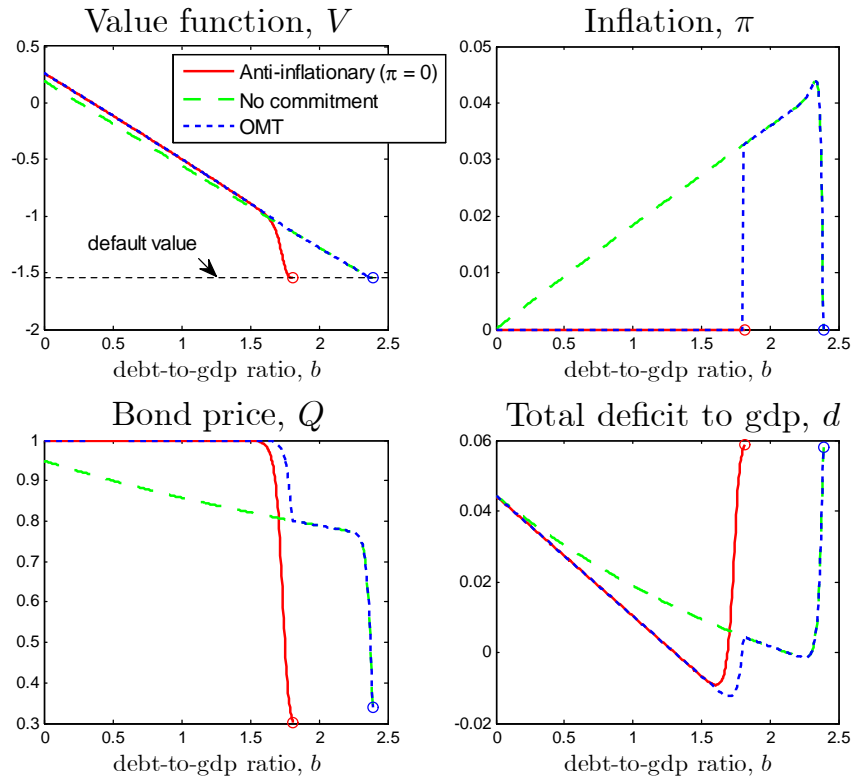 Value function, V
0.5
0
-0.5
-1
-1.5
-2
0 0.5 1 1.5 2 2.5
debt-to-gdp ratio, b
Anti-inflationary (π = 0)
No commitment
OMT
default value
Inflation, π
0.05
0.04
0.03
0.02
0.01
0
0 0.5 1 1.5 2 2.5
debt-to-gdp ratio, b
Bond price, Q
1
0.9
0.8
0.7
0.6
0.5
0.4
0.3
0 0.5 1 1.5 2 2.5
debt-to-gdp ratio, b
Total deficit to gdp, d
0.06
0.04
0.02
0
-0.02
0 0.5 1 1.5 2 2.5
debt-to-gdp ratio, b